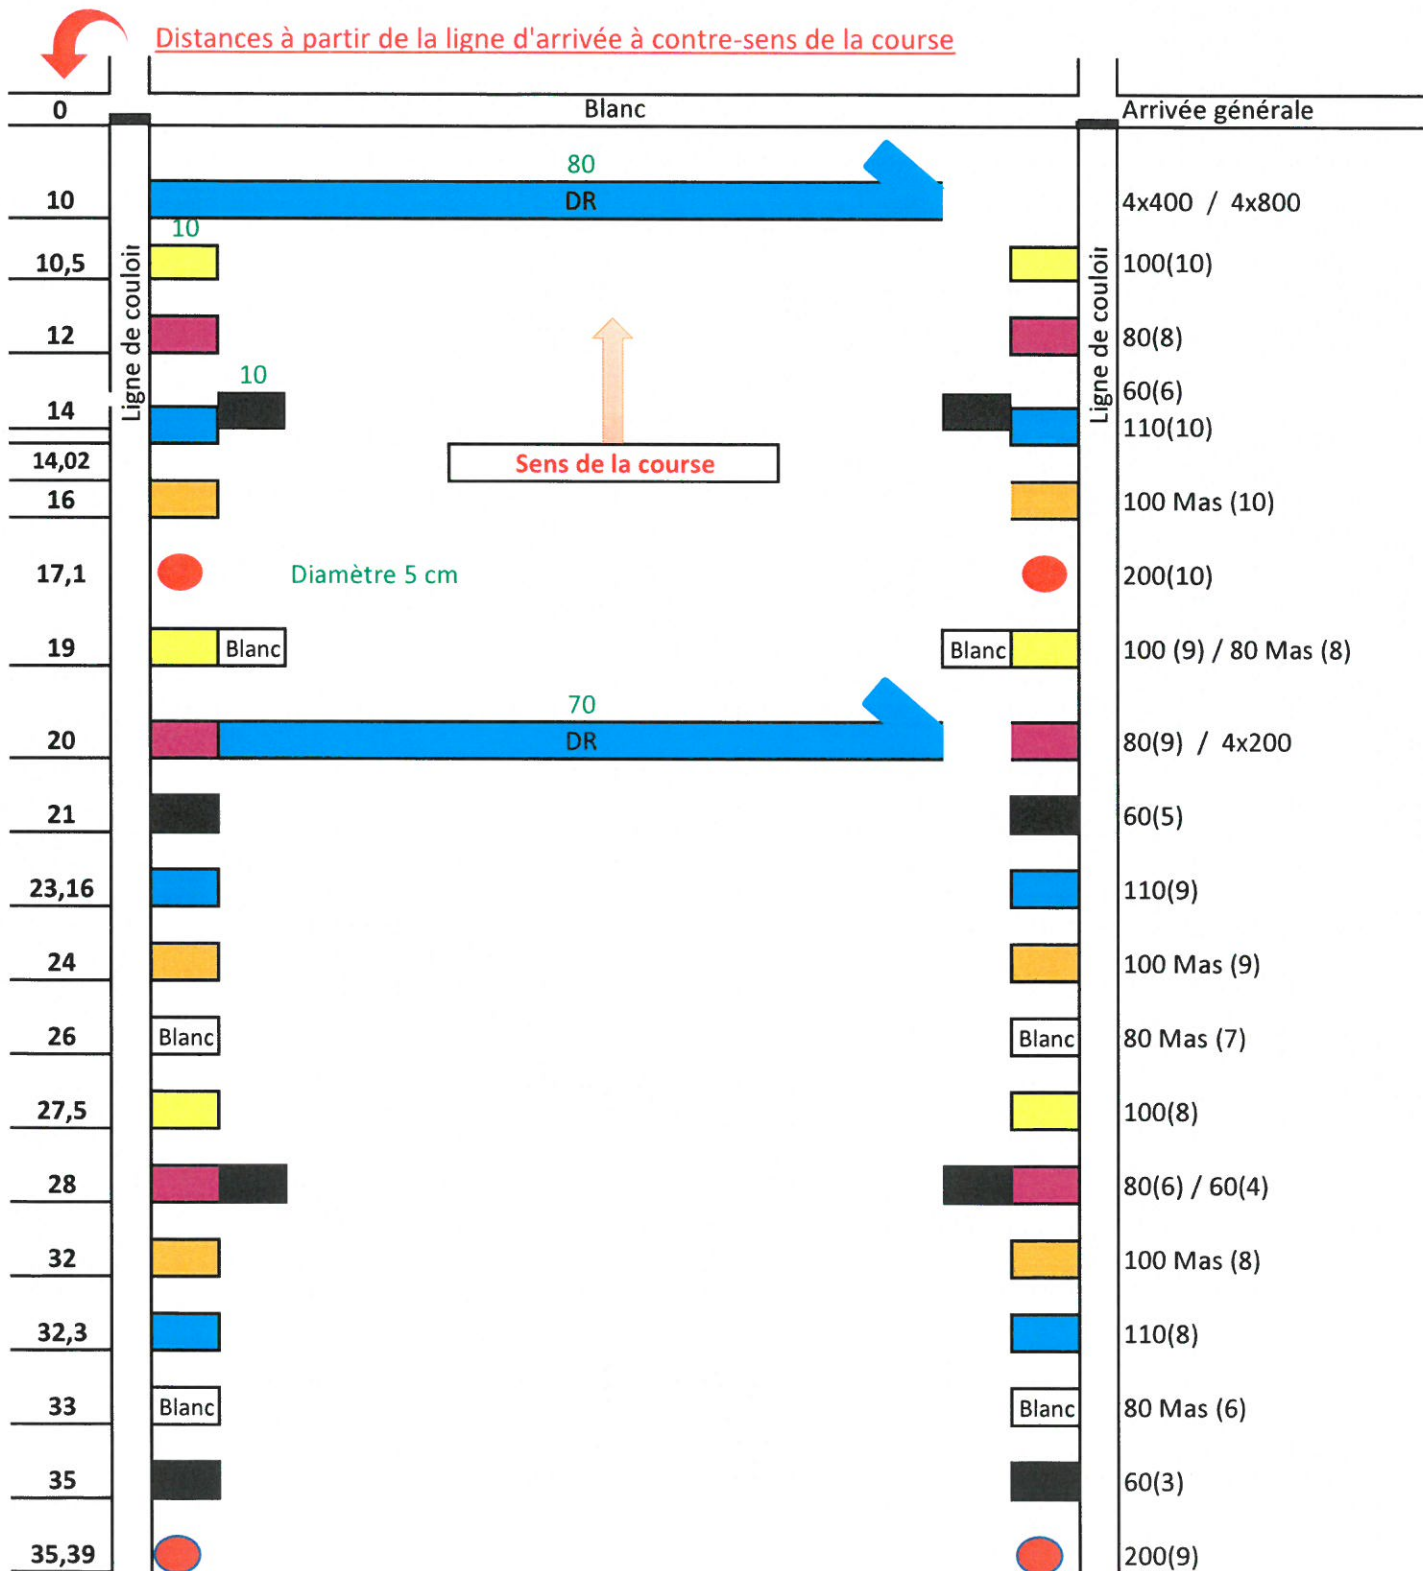 Distances à partir de la ligne d'arrivée à contre-sens de la course
0 Blanc Arrivée générale
80
10 DR 4x400 / 4x800
10
10,5 100(10)
Ligne de couloir
Ligne de couloir
12 80(8)
10 60(6)
14 110(10)
14,02
Sens de la course
16 100 Mas (10)
17,1 Diamètre 5 cm 200(10)
19 Blanc Blanc 100 (9) / 80 Mas (8)
70
20 DR 80(9) / 4x200
21 60(5)
23,16 110(9)
24 100 Mas (9)
26 Blanc Blanc 80 Mas (7)
27,5 100(8)
28 80(6) / 60(4)
32 100 Mas (8)
32,3 110(8)
33 Blanc Blanc 80 Mas (6)
35 60(3)
35,39 200(9)